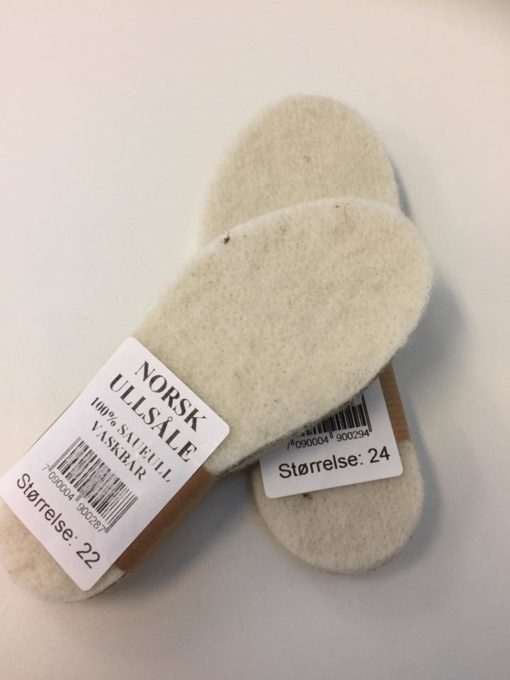 NORSK
ULLSÅLE
100% SAUEULL
VASKBAR
7 090004 900287
Størrelse: 22
7 090004 900294
Størrelse: 24